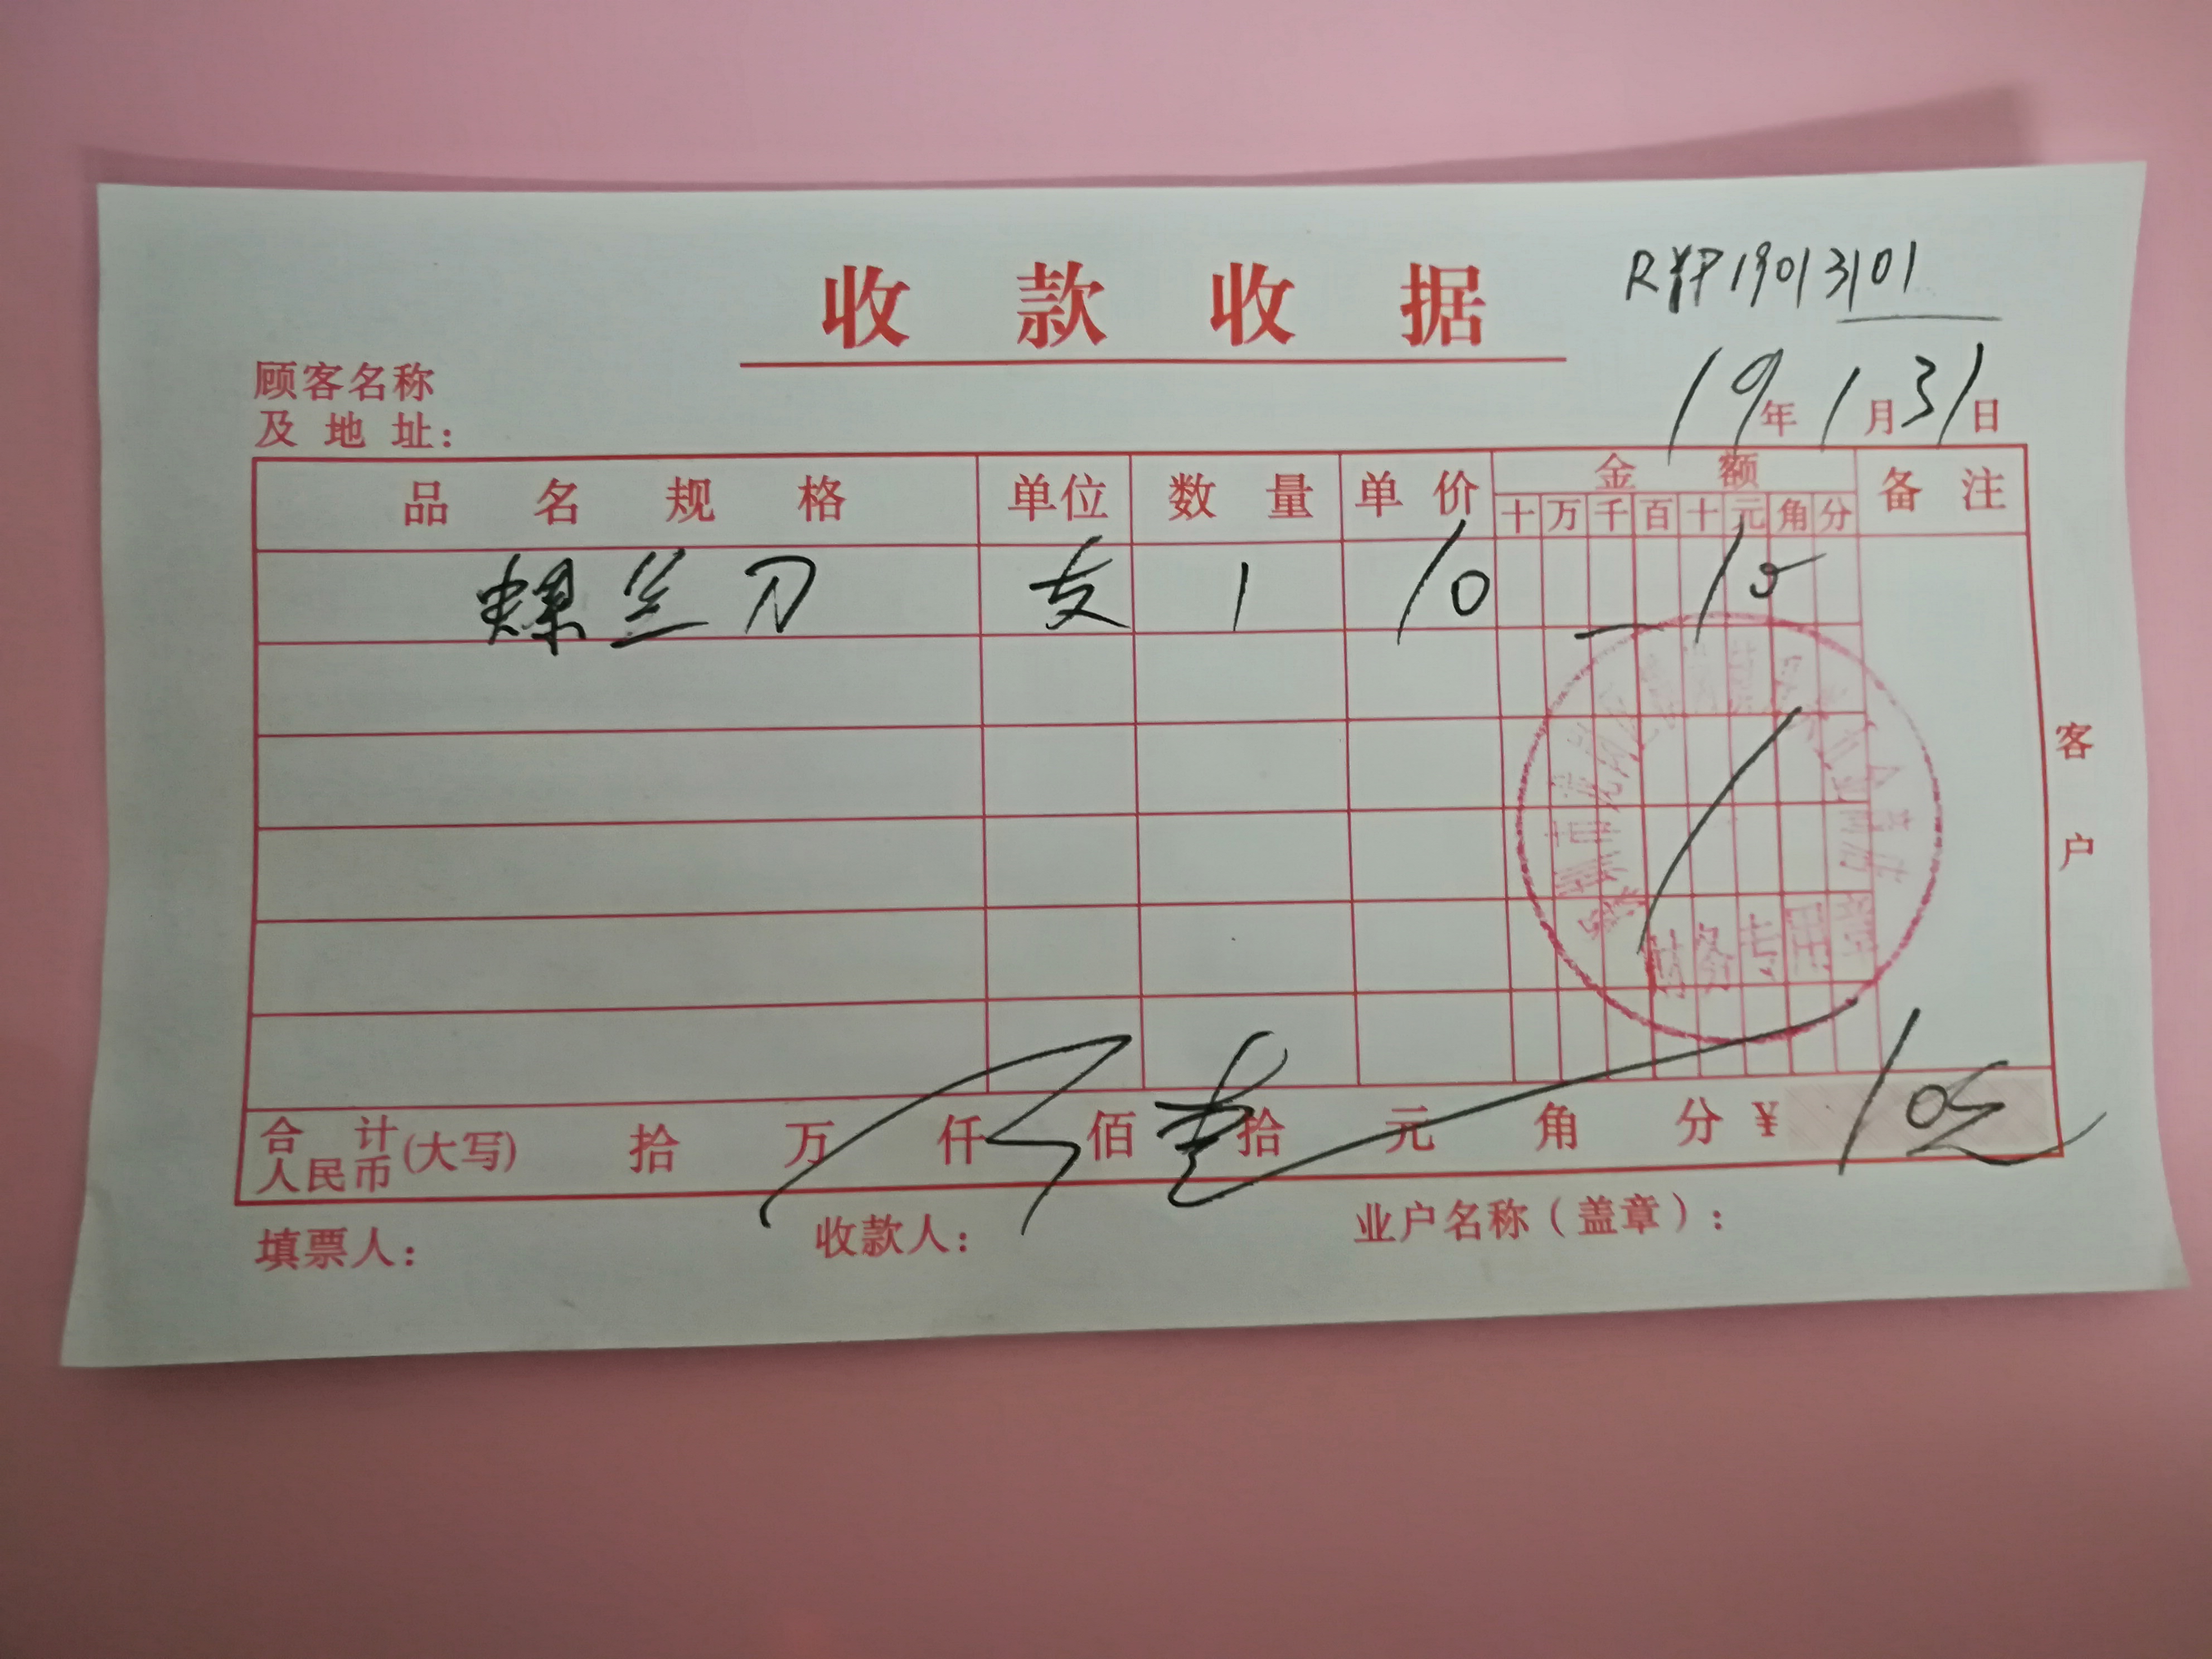 收款收据
RYP19013101
顾客名称
及地址:
19年1月31日
品名规格 单位 数量 单价 金额 备注
十万千百十元角分
螺丝刀 支 1 10 10
财务专用章
客户
合计
人民币(大写) 拾 万 仟 佰 壹拾 元 角 分 ¥ 10
填票人: 收款人: 业户名称(盖章):